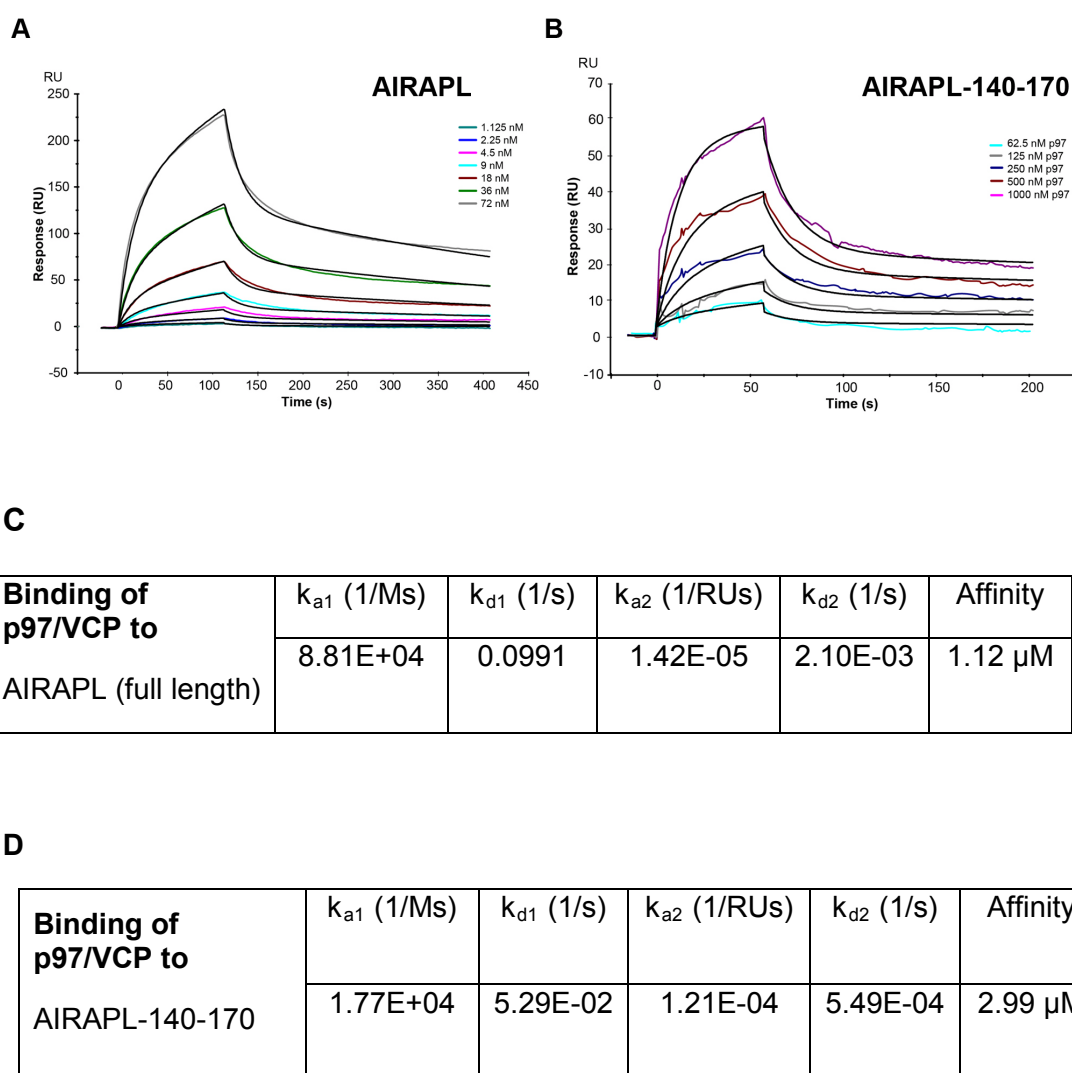 A
B
RU
AIRAPL
250
200
150
100
50
0
-50
Response (RU)
1.125 nM
2.25 nM
4.5 nM
9 nM
18 nM
36 nM
72 nM
0 50 100 150 200 250 300 350 400 450
Time (s)
RU
AIRAPL-140-170
70
60
50
40
30
20
10
0
-10
Response (RU)
62.5 nM p97
125 nM p97
250 nM p97
500 nM p97
1000 nM p97
0 50 100 150 200
Time (s)
C
Binding of
p97/VCP to
AIRAPL (full length)
ka1 (1/Ms) kd1 (1/s) ka2 (1/RUs) kd2 (1/s) Affinity
8.81E+04 0.0991 1.42E-05 2.10E-03 1.12 µM
D
Binding of
p97/VCP to
AIRAPL-140-170
ka1 (1/Ms) kd1 (1/s) ka2 (1/RUs) kd2 (1/s) Affinity
1.77E+04 5.29E-02 1.21E-04 5.49E-04 2.99 µM